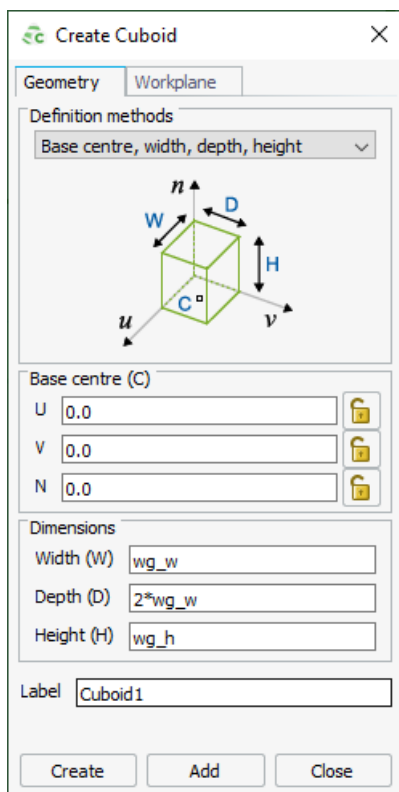 Create Cuboid
Geometry Workplane
Definition methods
Base centre, width, depth, height
n
D
W
H
C
u
v
Base centre (C)
U 0.0
V 0.0
N 0.0
Dimensions
Width (W) wg_w
Depth (D) 2*wg_w
Height (H) wg_h
Label Cuboid1
Create Add Close